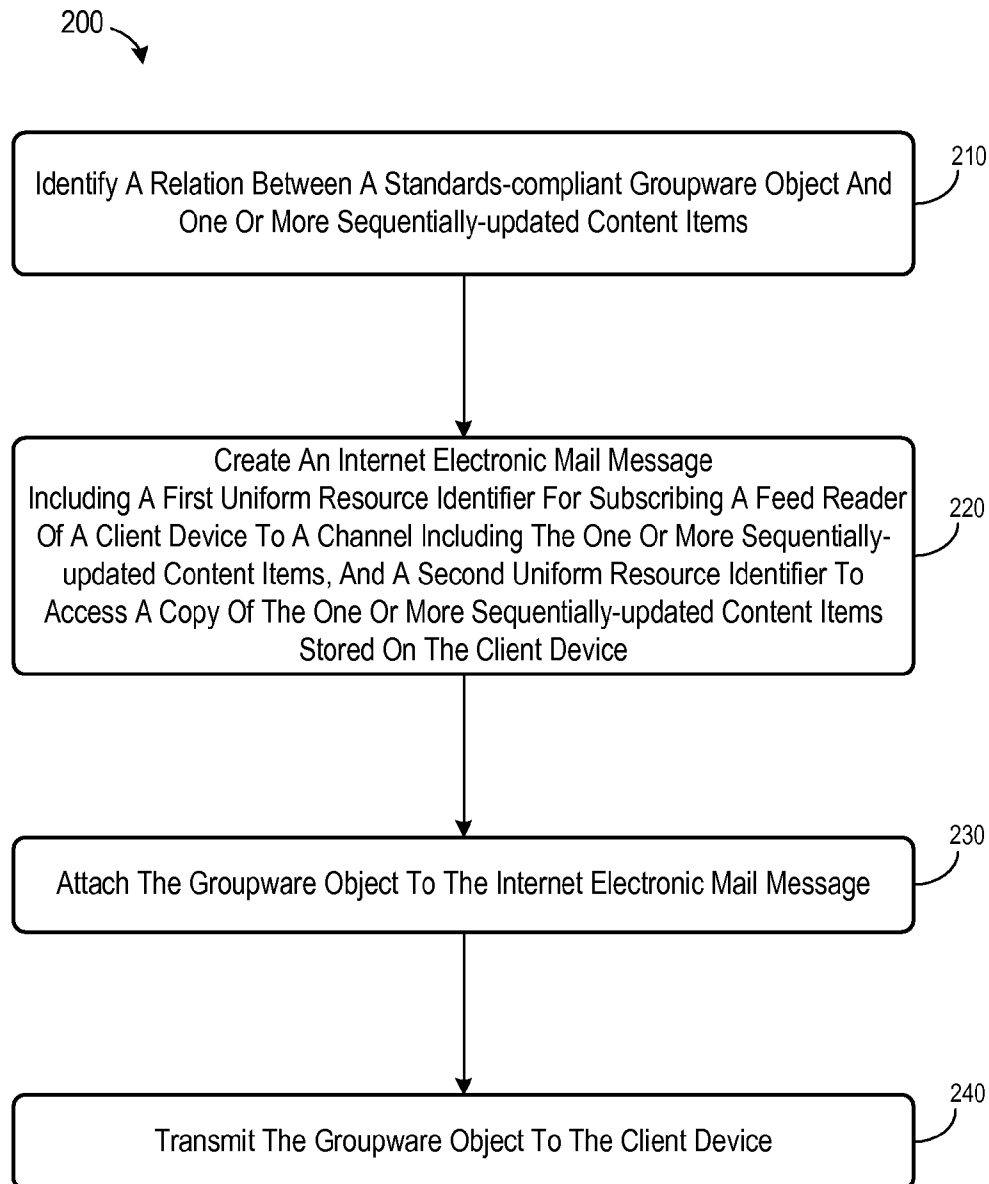 200
210
Identify A Relation Between A Standards-compliant Groupware Object And
One Or More Sequentially-updated Content Items
220
Create An Internet Electronic Mail Message
Including A First Uniform Resource Identifier For Subscribing A Feed Reader
Of A Client Device To A Channel Including The One Or More Sequentially-
updated Content Items, And A Second Uniform Resource Identifier To
Access A Copy Of The One Or More Sequentially-updated Content Items
Stored On The Client Device
230
Attach The Groupware Object To The Internet Electronic Mail Message
240
Transmit The Groupware Object To The Client Device